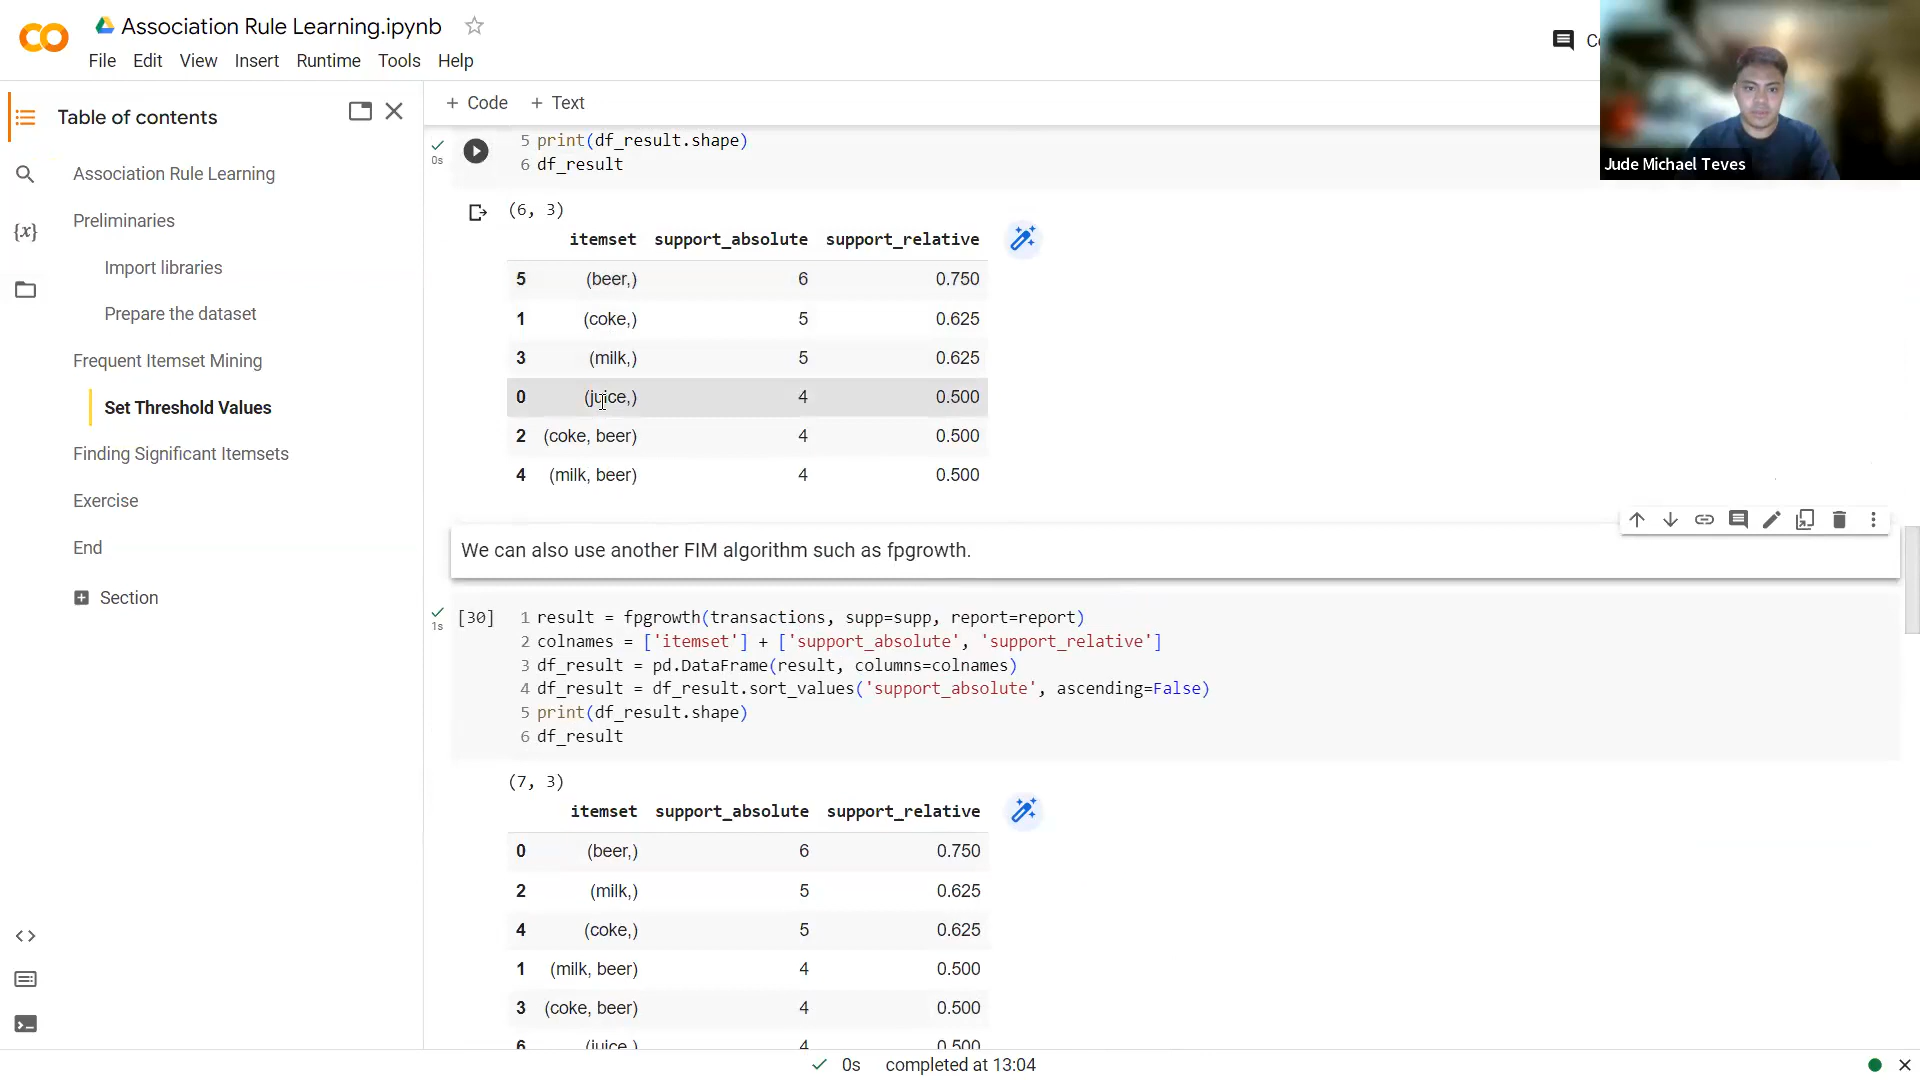 Association Rule Learning.ipynb
File Edit View Insert Runtime Tools Help
Jude Michael Teves
Table of contents
Association Rule Learning
Preliminaries
Import libraries
Prepare the dataset
Frequent Itemset Mining
Set Threshold Values
Finding Significant Itemsets
Exercise
End
Section
+ Code + Text
0s
5 print(df_result.shape)
6 df_result
(6, 3)
itemset support_absolute support_relative
5 (beer,) 6 0.750
1 (coke,) 5 0.625
3 (milk,) 5 0.625
0 (juice,) 4 0.500
2 (coke, beer) 4 0.500
4 (milk, beer) 4 0.500
We can also use another FIM algorithm such as fpgrowth.
1s
[30] 1 result = fpgrowth(transactions, supp=supp, report=report)
2 colnames = ['itemset'] + ['support_absolute', 'support_relative']
3 df_result = pd.DataFrame(result, columns=colnames)
4 df_result = df_result.sort_values('support_absolute', ascending=False)
5 print(df_result.shape)
6 df_result
(7, 3)
itemset support_absolute support_relative
0 (beer,) 6 0.750
2 (milk,) 5 0.625
4 (coke,) 5 0.625
1 (milk, beer) 4 0.500
3 (coke, beer) 4 0.500
6 (juice,) 4 0.500
0s completed at 13:04